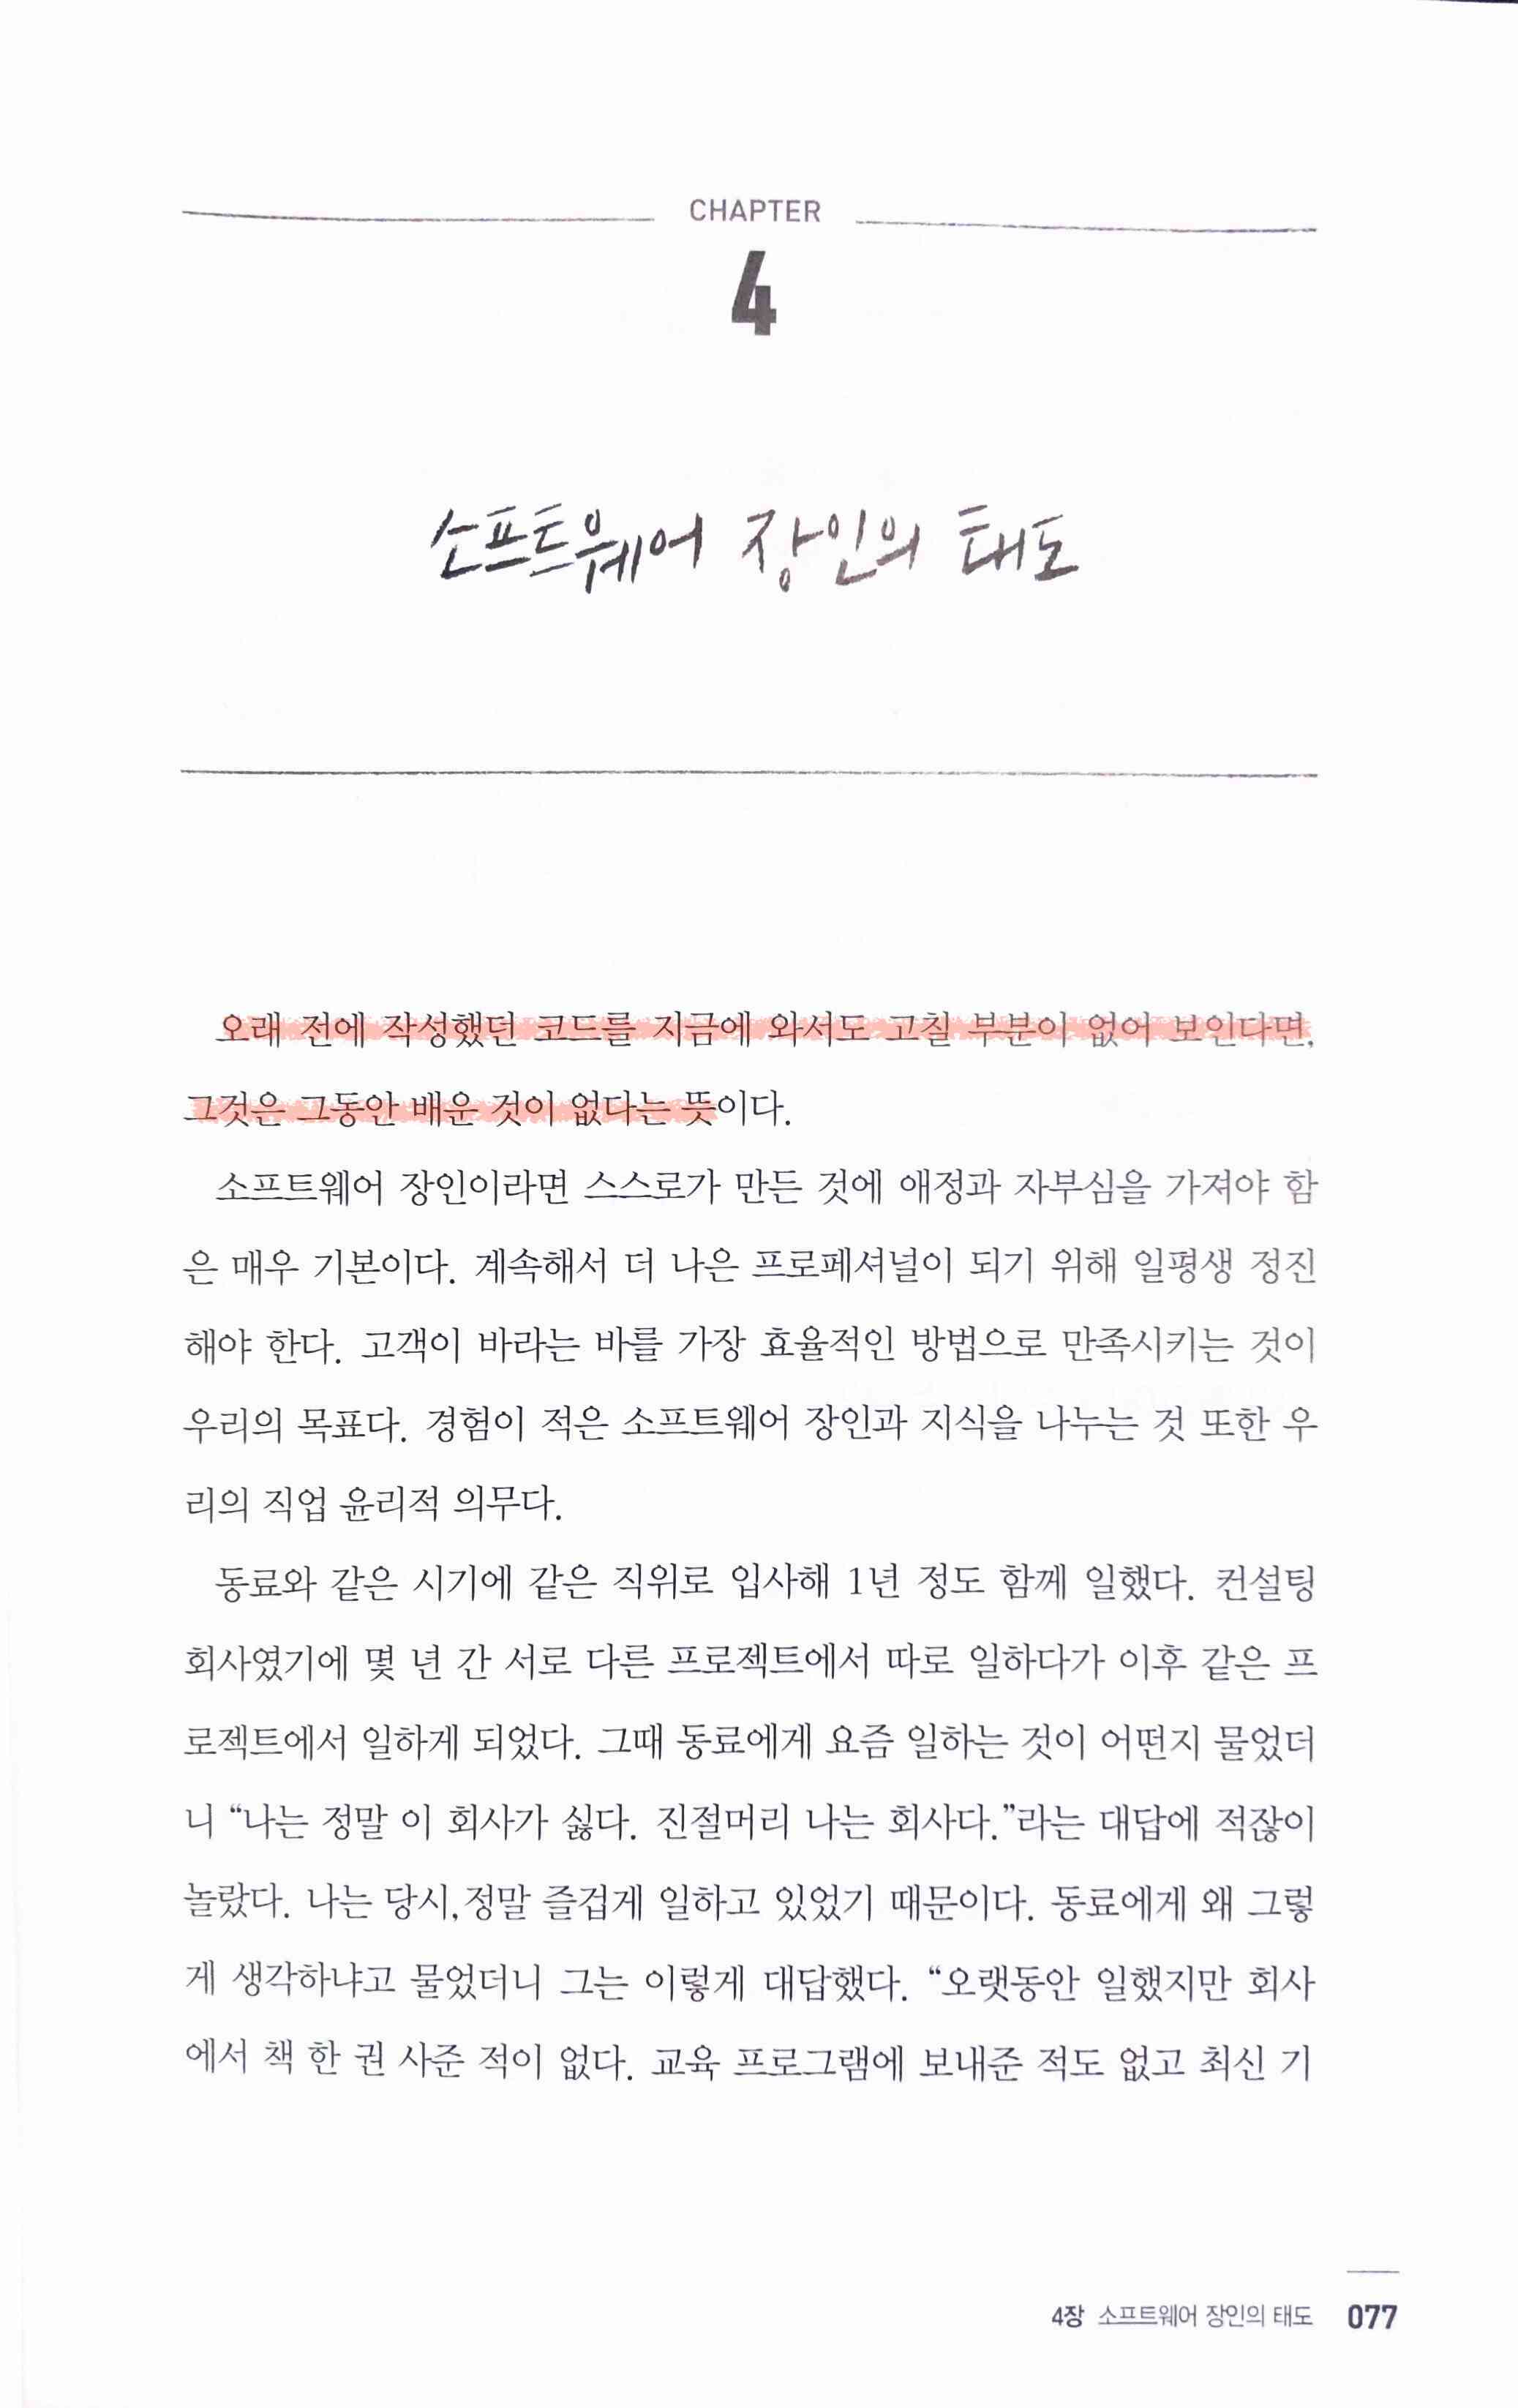 CHAPTER
4
소프트웨어 장인의 태도
오래 전에 작성했던 코드를 지금에 와서도 고칠 부분이 없어 보인다면,
그것은 그동안 배운 것이 없다는 뜻이다.
소프트웨어 장인이라면 스스로가 만든 것에 애정과 자부심을 가져야 함
은 매우 기본이다. 계속해서 더 나은 프로페셔널이 되기 위해 일평생 정진
해야 한다. 고객이 바라는 바를 가장 효율적인 방법으로 만족시키는 것이
우리의 목표다. 경험이 적은 소프트웨어 장인과 지식을 나누는 것 또한 우
리의 직업 윤리적 의무다.
동료와 같은 시기에 같은 직위로 입사해 1년 정도 함께 일했다. 컨설팅
회사였기에 몇 년 간 서로 다른 프로젝트에서 따로 일하다가 이후 같은 프
로젝트에서 일하게 되었다. 그때 동료에게 요즘 일하는 것이 어떤지 물었더
니 “나는 정말 이 회사가 싫다. 진절머리 나는 회사다.”라는 대답에 적잖이
놀랐다. 나는 당시, 정말 즐겁게 일하고 있었기 때문이다. 동료에게 왜 그렇
게 생각하냐고 물었더니 그는 이렇게 대답했다. “오랫동안 일했지만 회사
에서 책 한 권 사준 적이 없다. 교육 프로그램에 보내준 적도 없고 최신 기
4장 소프트웨어 장인의 태도 077